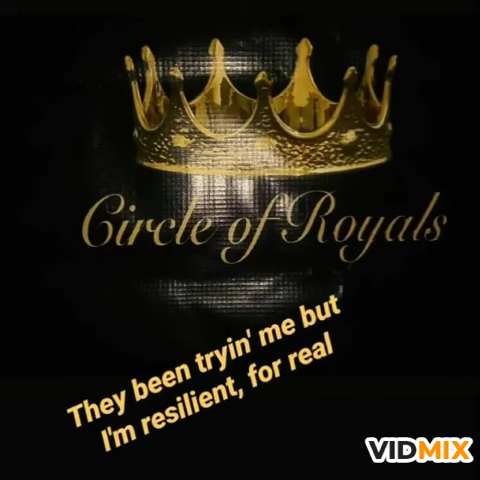 Circle of Royals
They been tryin' me but
I'm resilient, for real
VIDMIX